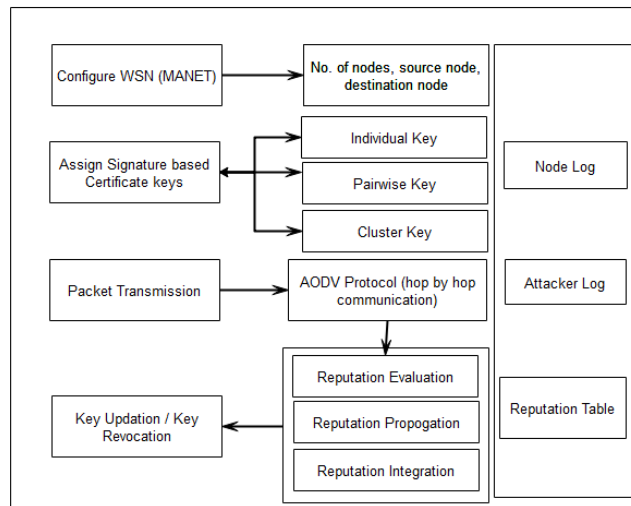 Configure WSN (MANET)
No. of nodes, source node,
destination node
Assign Signature based
Certificate keys
Individual Key
Pairwise Key
Cluster Key
Node Log
Packet Transmission
AODV Protocol (hop by hop
communication)
Attacker Log
Key Updation / Key
Revocation
Reputation Evaluation
Reputation Propogation
Reputation Integration
Reputation Table